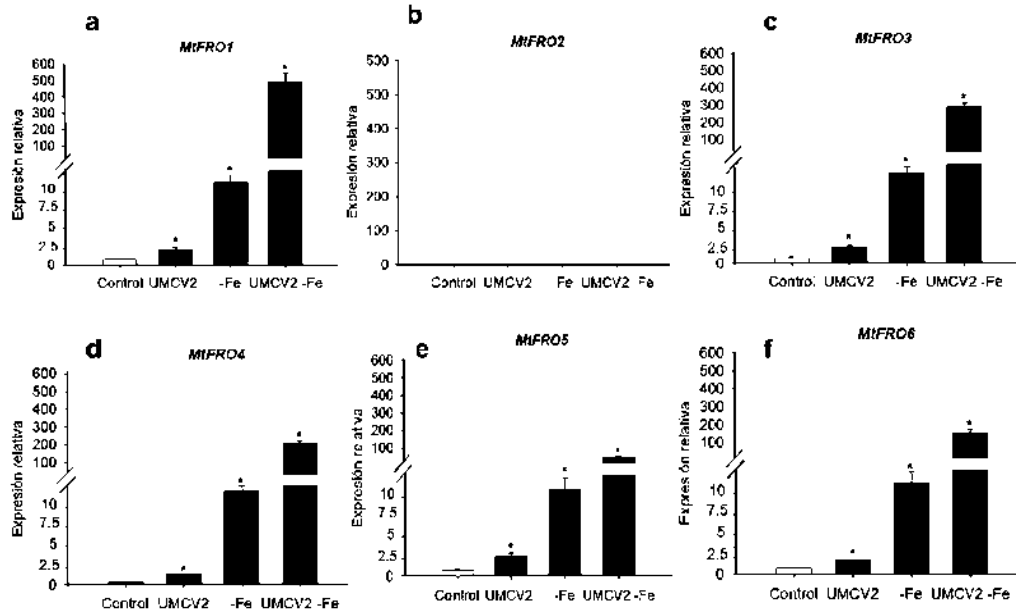 a
MtFRO1
Expresión relativa
600
500
400
300
200
100
10
7.5
5
2.5
0
Control UMCV2 -Fe UMCV2 -Fe
b
MtFRO2
Expresión relativa
500
500
400
300
200
100
0
Control UMCV2 Fe UMCV2 Fe
c
MtFRO3
Expresión relativa
600
500
400
300
200
100
10
7.5
5
2.5
0
Control UMCV2 -Fe UMCV2 -Fe
d
MtFRO4
Expresión relativa
600
500
400
300
200
100
10
7.5
5
2.5
0
Control UMCV2 -Fe UMCV2 -Fe
e
MtFRO5
Expresión relativa
600
500
400
300
200
100
10
7.5
5
2.5
0
Control UMCV2 -Fe UMCV2 -Fe
f
MtFRO6
Expresión relativa
600
500
400
300
200
100
10
7.5
5
2.5
0
Control UMCV2 -Fe UMCV2 -Fe